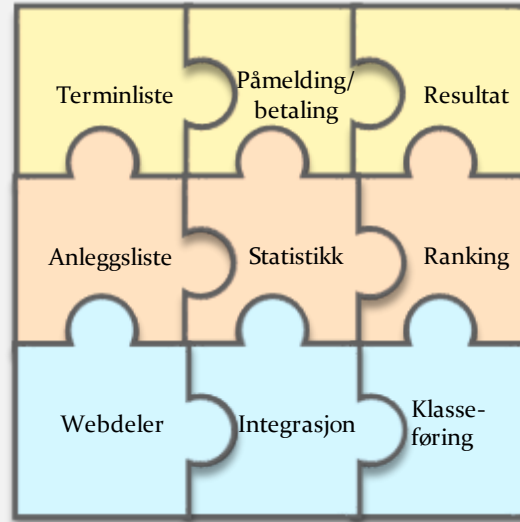 Terminliste
Påmelding/
betaling
Resultat
Anleggsliste
Statistikk
Ranking
Webdeler
Integrasjon
Klasse-
føring